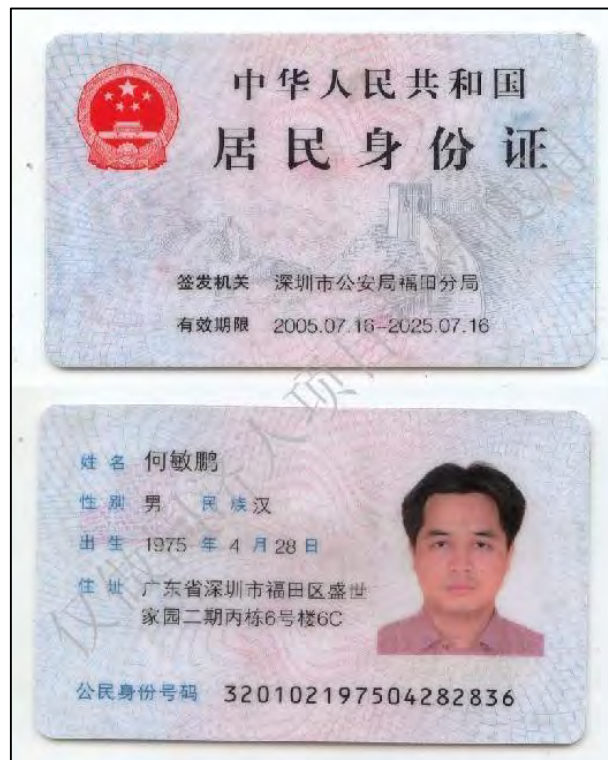 中华人民共和国
居民身份证
签发机关 深圳市公安局福田分局
有效期限 2005.07.16-2025.07.16
姓名 何敏鹏
性别 男 民族 汉
出生 1975 年 4 月 28 日
住址 广东省深圳市福田区盛世
家园二期丙栋6号楼6C
公民身份号码 320102197504282836